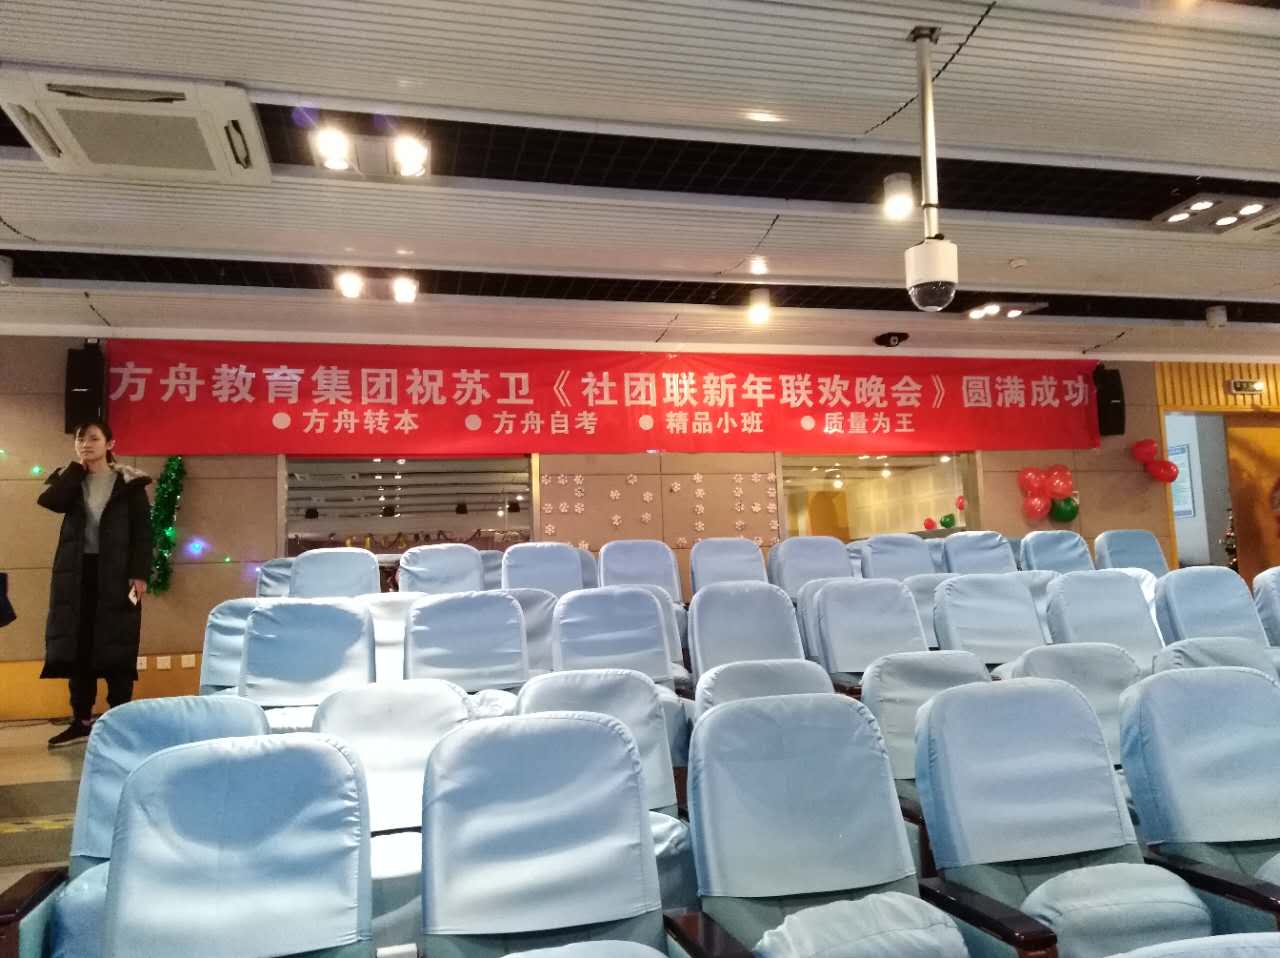 方舟教育集团祝苏卫《社团联新年联欢晚会》圆满成功
●方舟转本 ●方舟自考 ●精品小班 ●质量为王